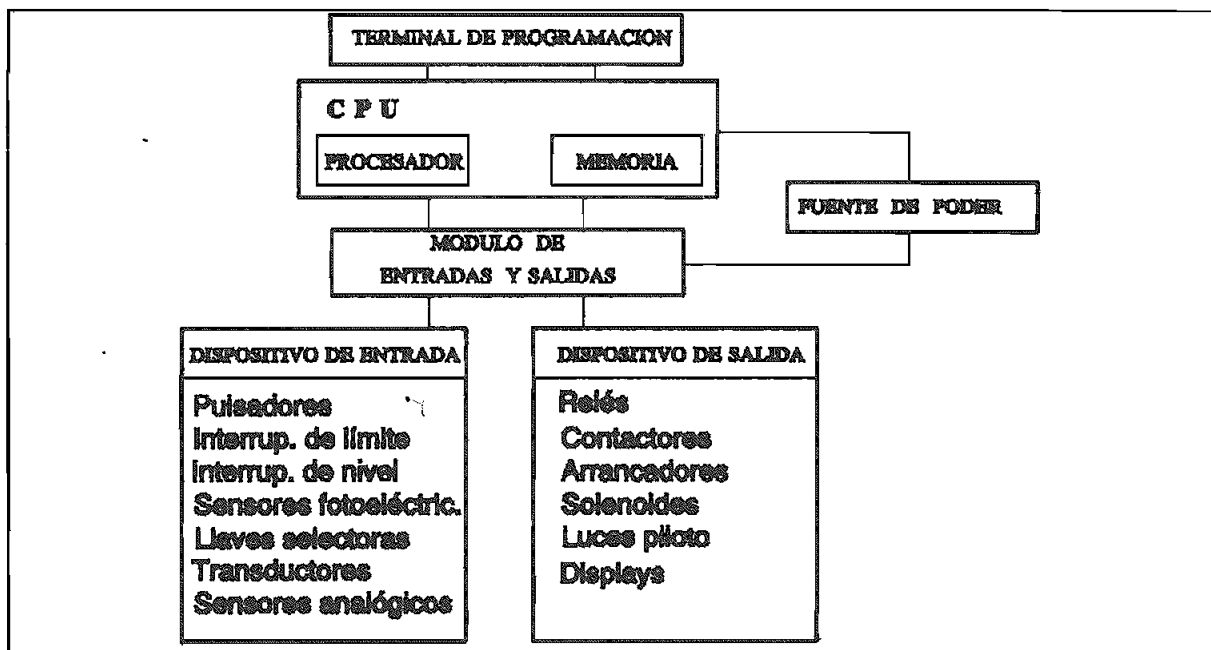 TERMINAL DE PROGRAMACION
C P U
PROCESADOR
MEMORIA
FUENTE DE PODER
MODULO DE
ENTRADAS Y SALIDAS
DISPOSITIVO DE ENTRADA
Pulsadores
Interrup. de límite
Interrup. de nivel
Sensores fotoeléctric.
Llaves selectoras
Transductores
Sensores analógicos
DISPOSITIVO DE SALIDA
Relés
Contactores
Arrancadores
Solenoides
Luces piloto
Displays